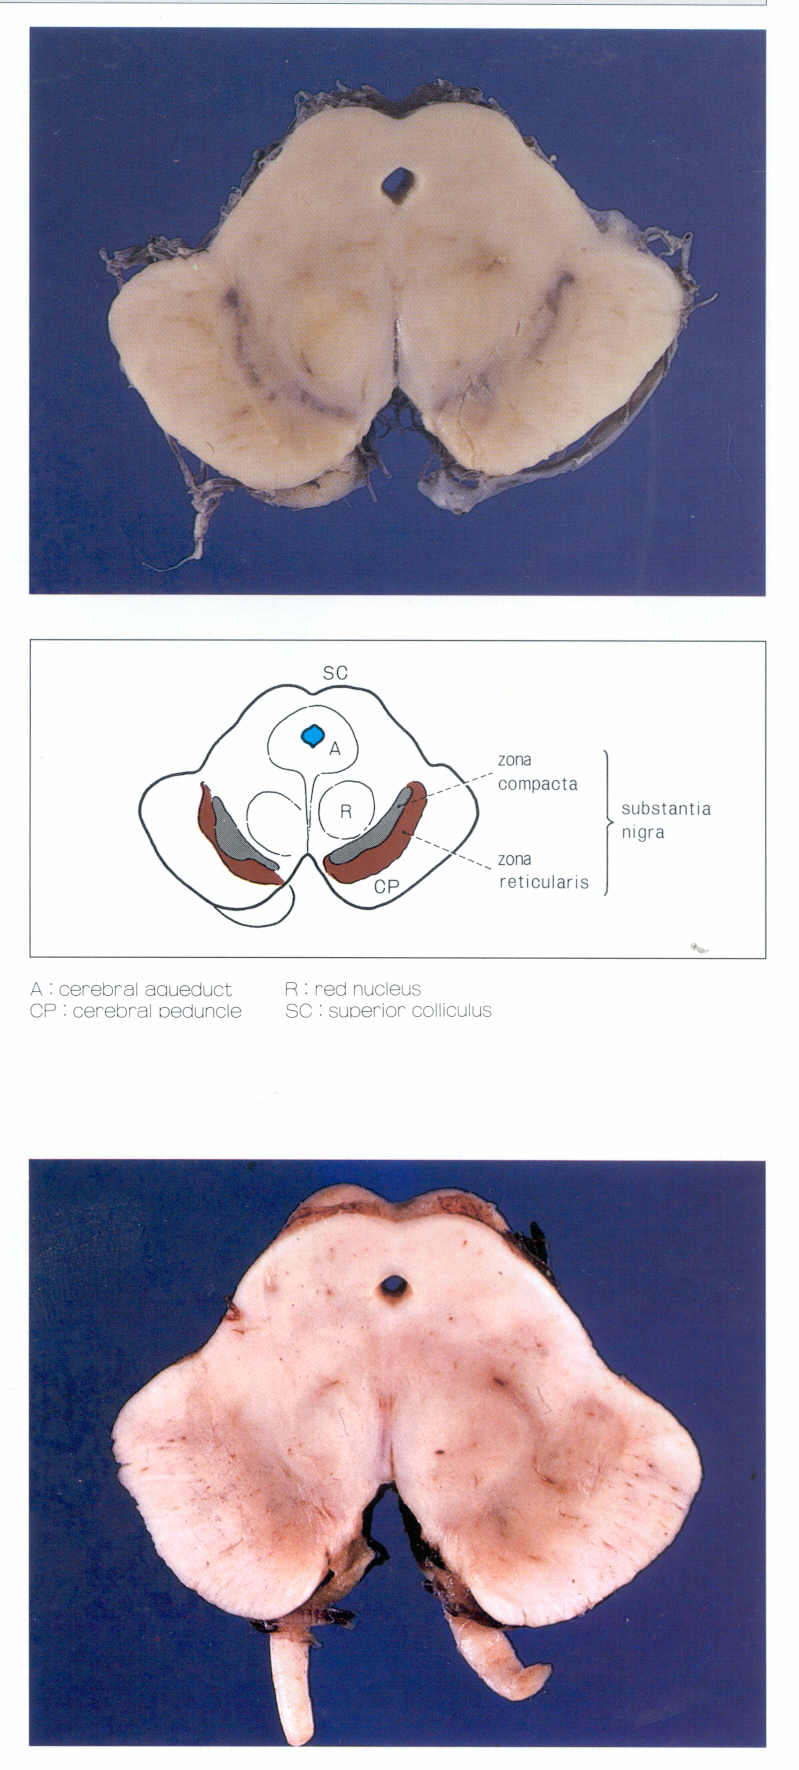 SC
A
zona
compacta
R
substantia
nigra
zona
reticularis
CP
A : cerebral aqueduct R : red nucleus
CP : cerebral peduncle SC : superior colliculus